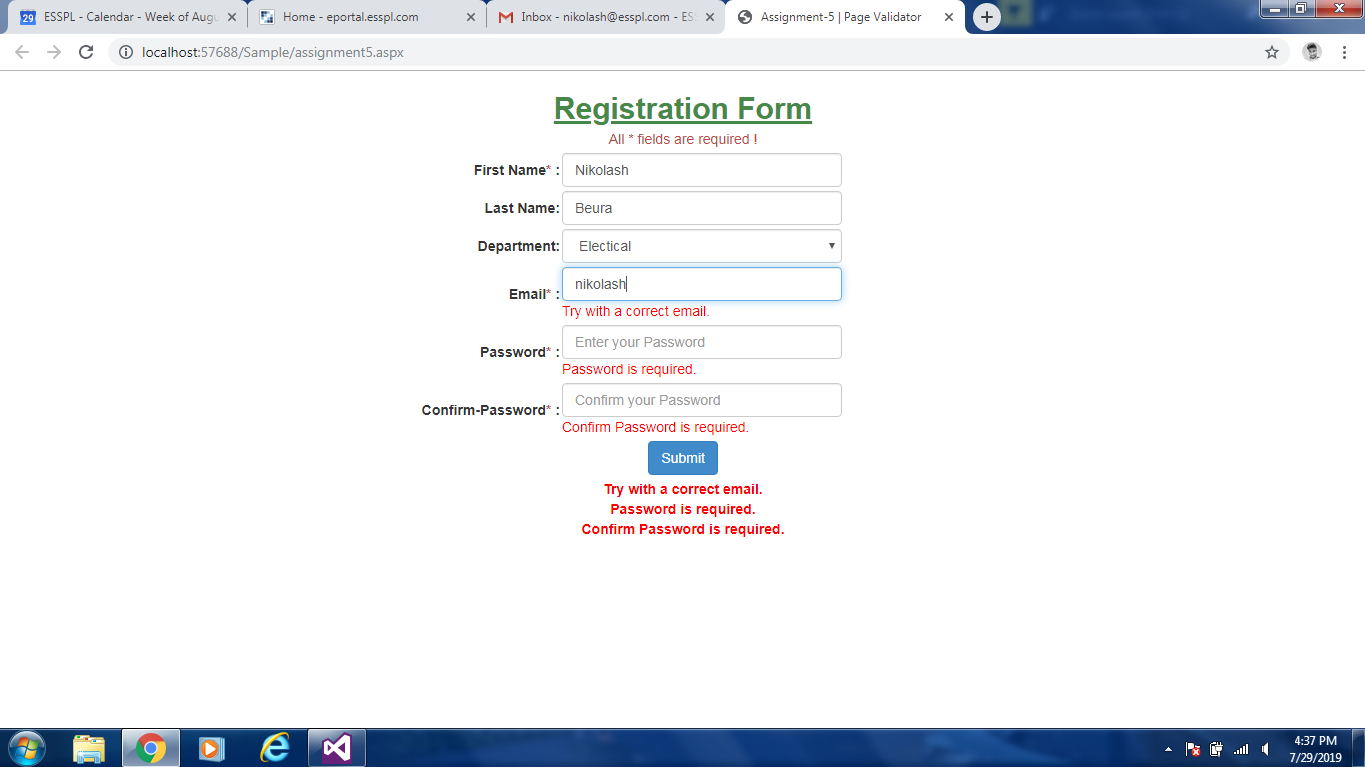 29 ESSPL - Calendar - Week of Augu
Home - eportal.esspl.com
Inbox - nikolash@esspl.com - ES
Assignment-5 | Page Validator
localhost:57688/Sample/assignment5.aspx
Registration Form
All * fields are required !
First Name* : Nikolash
Last Name: Beura
Department: Electical
Email* : nikolash
Try with a correct email.
Password* : Enter your Password
Password is required.
Confirm-Password* : Confirm your Password
Confirm Password is required.
Submit
Try with a correct email.
Password is required.
Confirm Password is required.
4:37 PM
7/29/2019